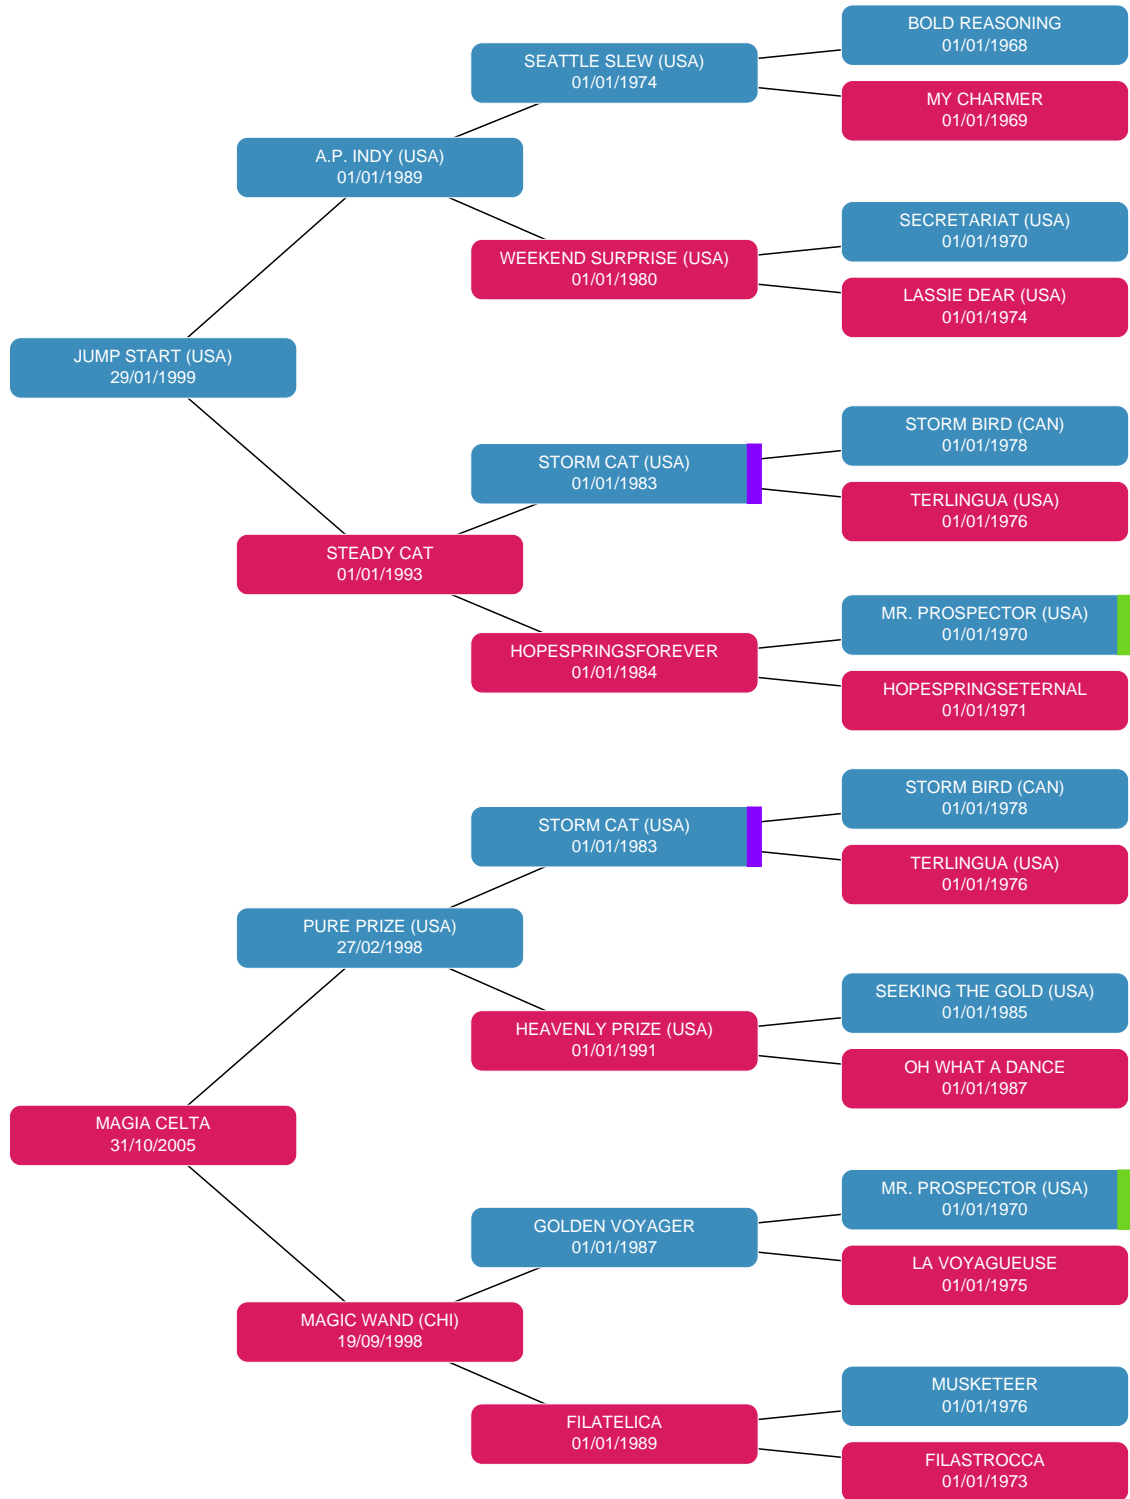 BOLD REASONING
01/01/1968
SEATTLE SLEW (USA)
01/01/1974
MY CHARMER
01/01/1969
A.P. INDY (USA)
01/01/1989
SECRETARIAT (USA)
01/01/1970
WEEKEND SURPRISE (USA)
01/01/1980
LASSIE DEAR (USA)
01/01/1974
JUMP START (USA)
29/01/1999
STORM BIRD (CAN)
01/01/1978
STORM CAT (USA)
01/01/1983
TERLINGUA (USA)
01/01/1976
STEADY CAT
01/01/1993
MR. PROSPECTOR (USA)
01/01/1970
HOPESPRINGSFOREVER
01/01/1984
HOPESPRINGSETERNAL
01/01/1971
STORM BIRD (CAN)
01/01/1978
STORM CAT (USA)
01/01/1983
TERLINGUA (USA)
01/01/1976
PURE PRIZE (USA)
27/02/1998
SEEKING THE GOLD (USA)
01/01/1985
HEAVENLY PRIZE (USA)
01/01/1991
OH WHAT A DANCE
01/01/1987
MAGIA CELTA
31/10/2005
MR. PROSPECTOR (USA)
01/01/1970
GOLDEN VOYAGER
01/01/1987
LA VOYAGUEUSE
01/01/1975
MAGIC WAND (CHI)
19/09/1998
MUSKETEER
01/01/1976
FILATELICA
01/01/1989
FILASTROCCA
01/01/1973